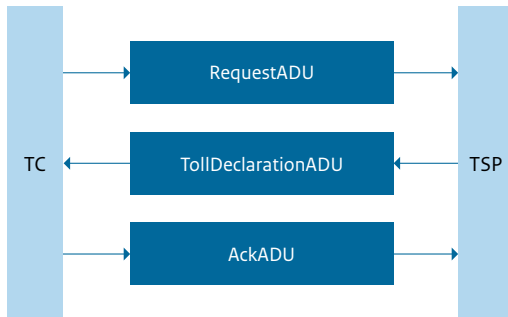 RequestADU
TC
TollDeclarationADU
TSP
AckADU